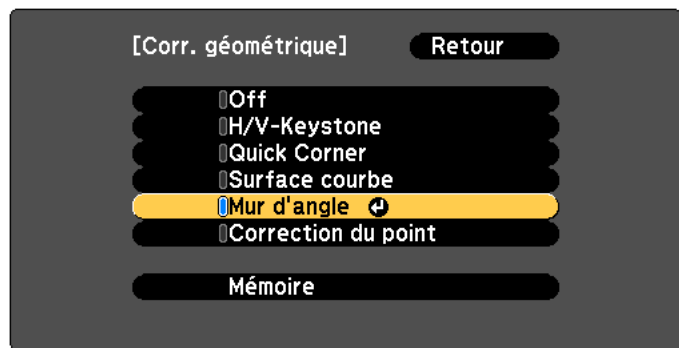 [Corr. géométrique] Retour
Off
H/V-Keystone
Quick Corner
Surface courbe
Mur d'angle
Correction du point
Mémoire